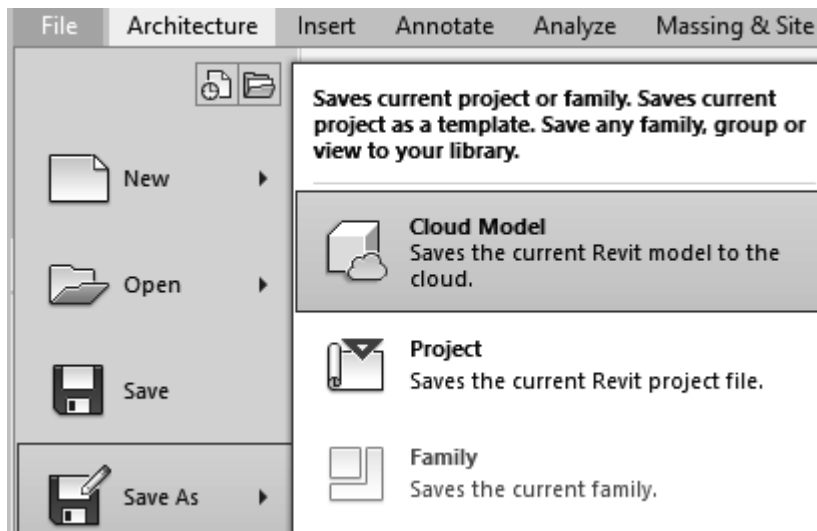 File Architecture Insert Annotate Analyze Massing & Site
Saves current project or family. Saves current
project as a template. Save any family, group or
view to your library.
New
Open
Save
Save As
Cloud Model
Saves the current Revit model to the
cloud.
Project
Saves the current Revit project file.
Family
Saves the current family.